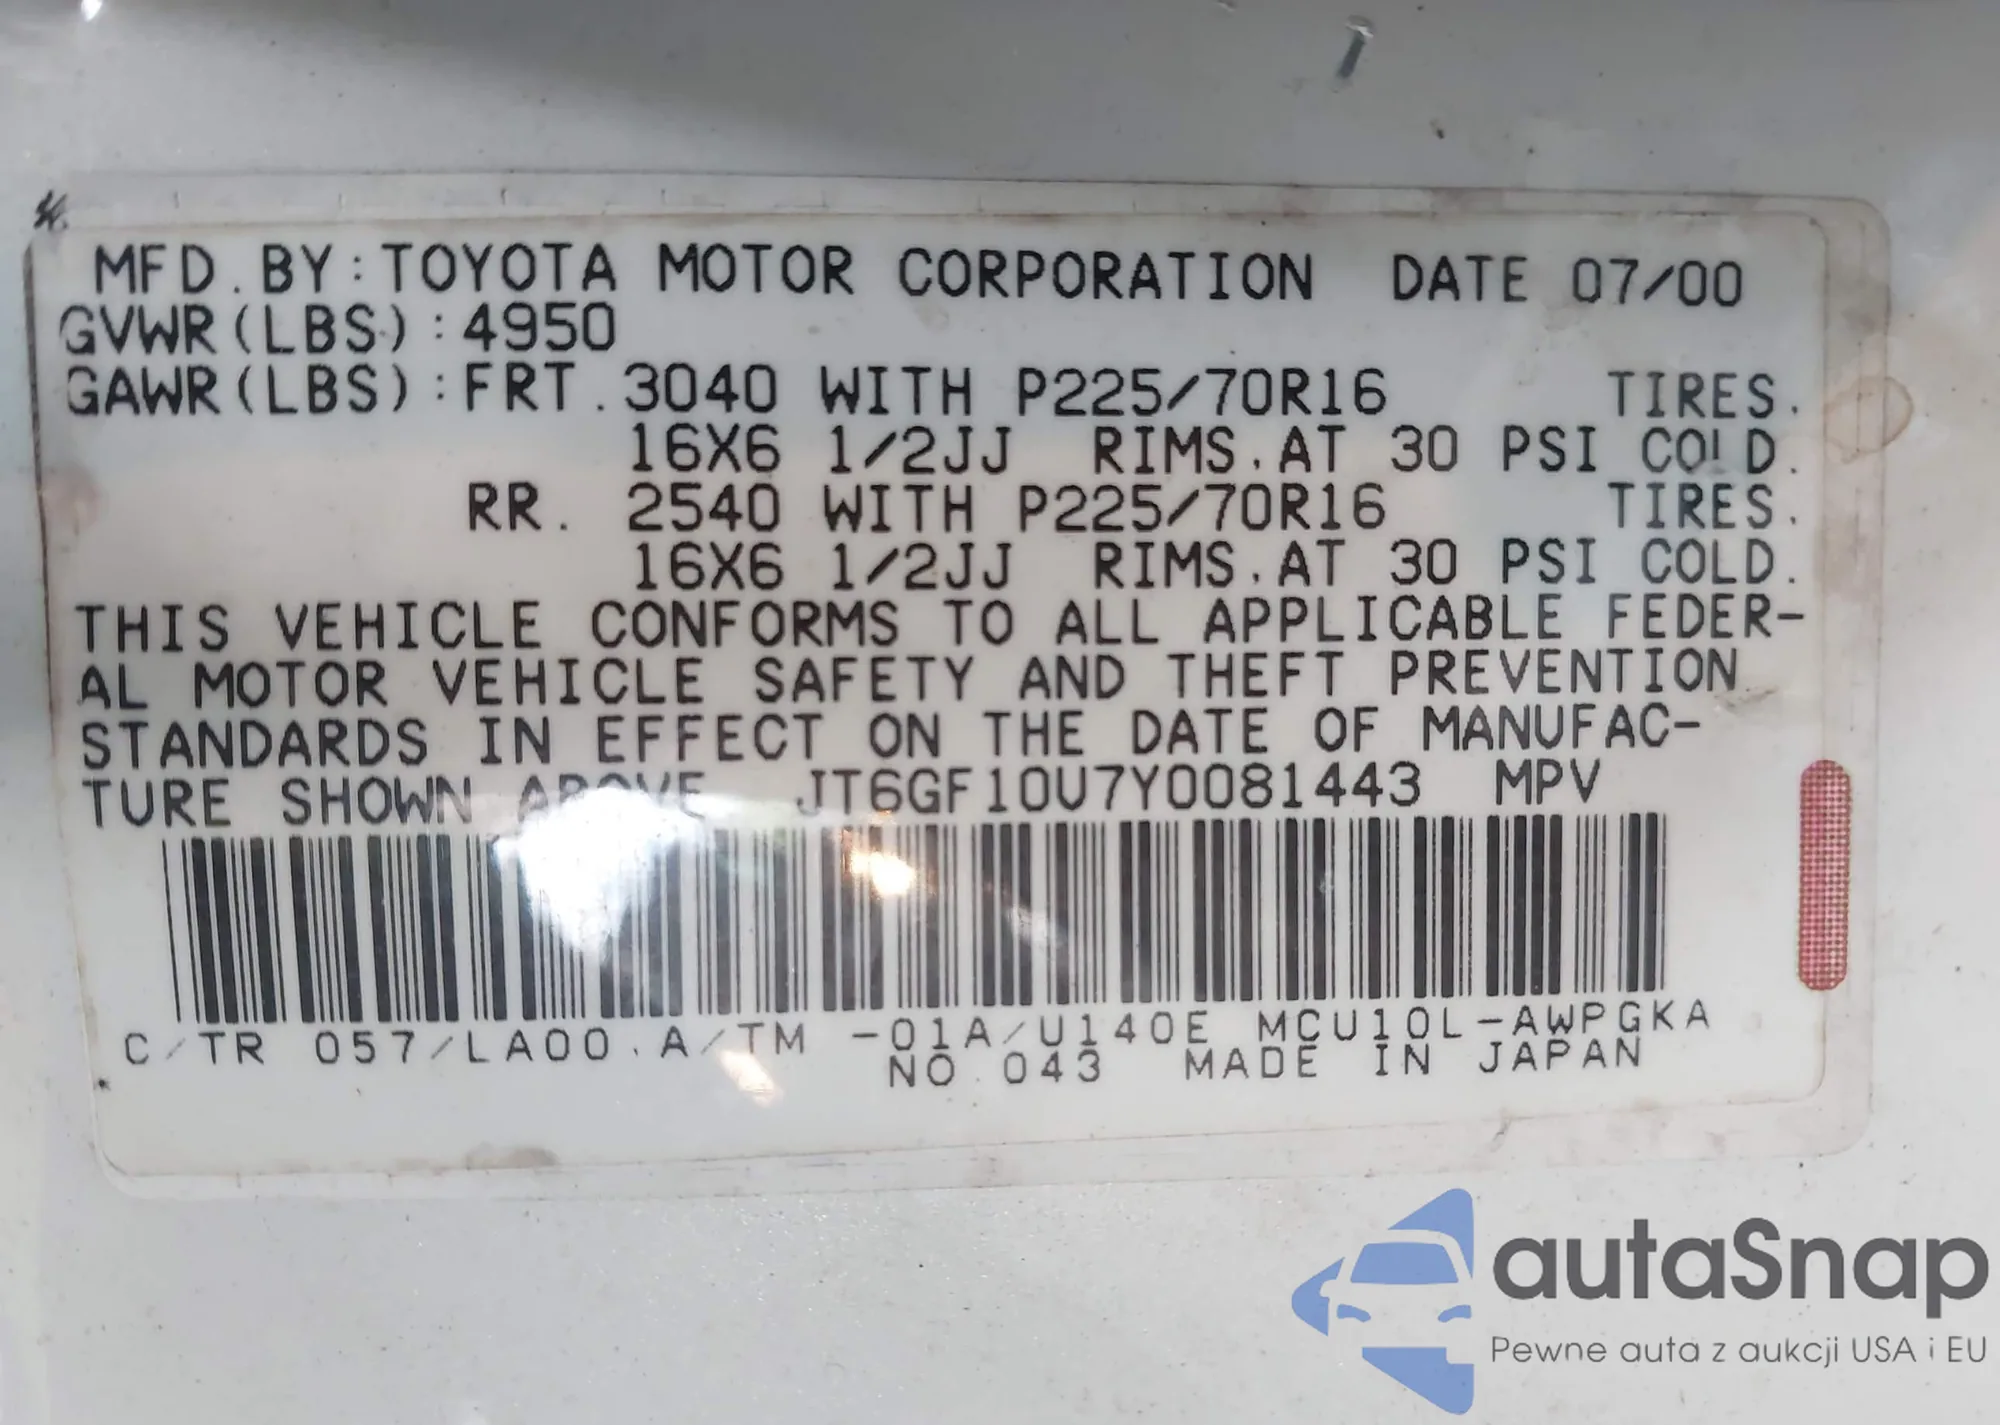 MFD.BY:TOYOTA MOTOR CORPORATION DATE 07/00
GVWR(LBS):4950
GAWR(LBS):FRT.3040 WITH P225/70R16 TIRES.
16X6 1/2JJ RIMS.AT 30 PSI COLD.
RR. 2540 WITH P225/70R16 TIRES.
16X6 1/2JJ RIMS.AT 30 PSI COLD.
THIS VEHICLE CONFORMS TO ALL APPLICABLE FEDER-
AL MOTOR VEHICLE SAFETY AND THEFT PREVENTION
STANDARDS IN EFFECT ON THE DATE OF MANUFAC-
TURE SHOWN ABOVE JT6GF10U7Y0081443 MPV
C/TR 057/LA00.A/TM -01A/U140E MCU10L-AWPGKA
NO.043 MADE IN JAPAN
autaSnap
Pewne auta z aukcji USA i EU